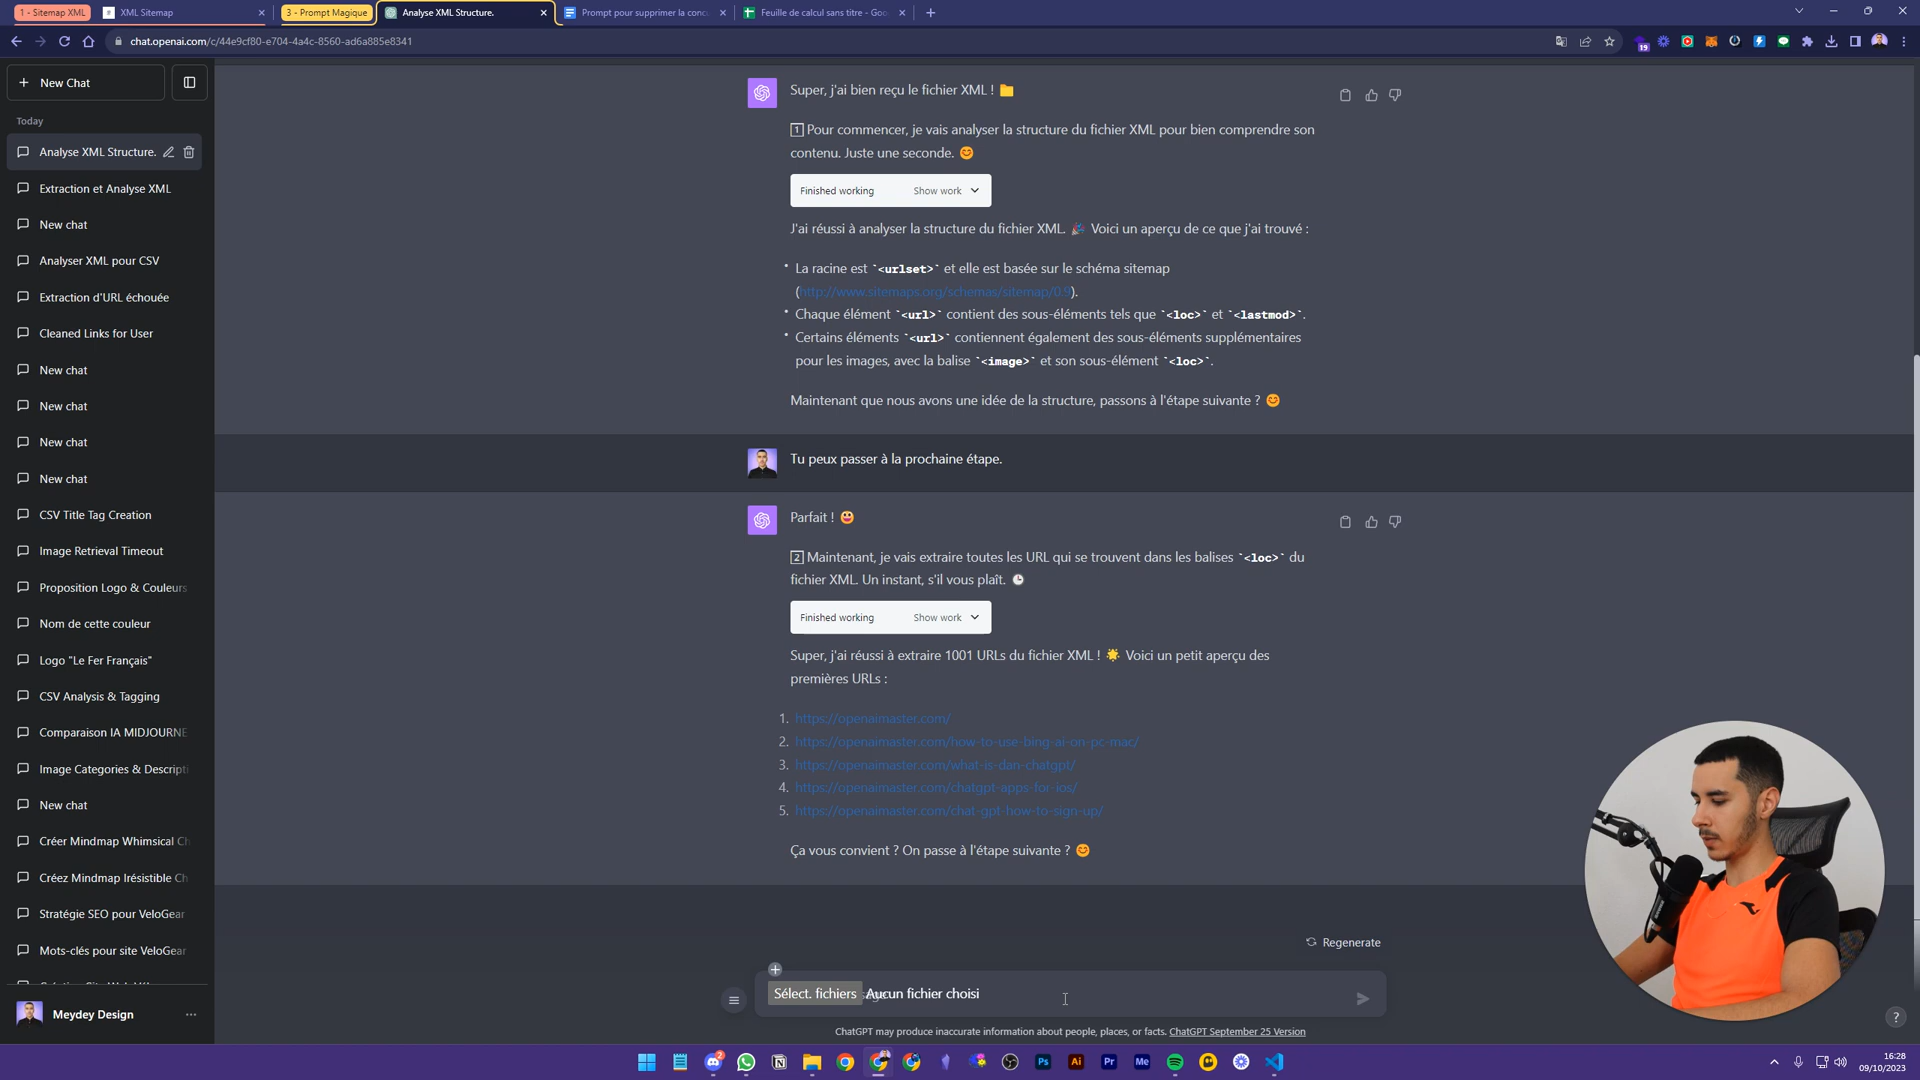 1 - Sitemap XML
XML Sitemap
3 - Prompt Magique
Analyse XML Structure.
Prompt pour supprimer la conc
Feuille de calcul sans titre - Goo
chat.openai.com/c/44e9cf80-e704-4a4c-8560-ad6a885e8341
19
New Chat
Today
Analyse XML Structure.
Extraction et Analyse XML
New chat
Analyser XML pour CSV
Extraction d'URL échouée
Cleaned Links for User
New chat
New chat
New chat
New chat
CSV Title Tag Creation
Image Retrieval Timeout
Proposition Logo & Couleurs
Nom de cette couleur
Logo "Le Fer Français"
CSV Analysis & Tagging
Comparaison IA MIDJOURNE
Image Categories & Descripti
New chat
Créer Mindmap Whimsical Ch
Créez Mindmap Irésistible Ch
Stratégie SEO pour VeloGear
Mots-clés pour site VeloGear
Meydey Design
Super, j'ai bien reçu le fichier XML ! 📁
1 Pour commencer, je vais analyser la structure du fichier XML pour bien comprendre son
contenu. Juste une seconde. 😊
Finished working Show work
J'ai réussi à analyser la structure du fichier XML. 🎉 Voici un aperçu de ce que j'ai trouvé :
• La racine est `<urlset>` et elle est basée sur le schéma sitemap
(http://www.sitemaps.org/schemas/sitemap/0.9).
• Chaque élément `<url>` contient des sous-éléments tels que `<loc>` et `<lastmod>`.
• Certains éléments `<url>` contiennent également des sous-éléments supplémentaires
pour les images, avec la balise `<image>` et son sous-élément `<loc>`.
Maintenant que nous avons une idée de la structure, passons à l'étape suivante ? 😊
Tu peux passer à la prochaine étape.
Parfait ! 😃
2 Maintenant, je vais extraire toutes les URL qui se trouvent dans les balises `<loc>` du
fichier XML. Un instant, s'il vous plaît. 🕒
Finished working Show work
Super, j'ai réussi à extraire 1001 URLs du fichier XML ! 🌟 Voici un petit aperçu des
premières URLs :
1. https://openaimaster.com/
2. https://openaimaster.com/how-to-use-bing-ai-on-pc-mac/
3. https://openaimaster.com/what-is-dan-chatgpt/
4. https://openaimaster.com/chatgpt-apps-for-ios/
5. https://openaimaster.com/chat-gpt-how-to-sign-up/
Ça vous convient ? On passe à l'étape suivante ? 😊
Regenerate
Sélect. fichiers Aucun fichier choisi
ChatGPT may produce inaccurate information about people, places, or facts. ChatGPT September 25 Version
?
2
Ps
Ai
Pr
Me
16:28
09/10/2023